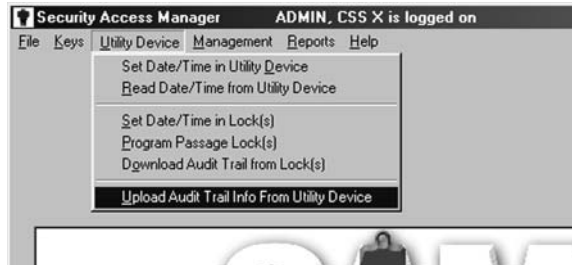 Security Access Manager ADMIN, CSS X is logged on
File Keys Utility Device Management Reports Help
Set Date/Time in Utility Device
Read Date/Time from Utility Device
Set Date/Time in Lock(s)
Program Passage Lock(s)
Download Audit Trail from Lock(s)
Upload Audit Trail Info From Utility Device